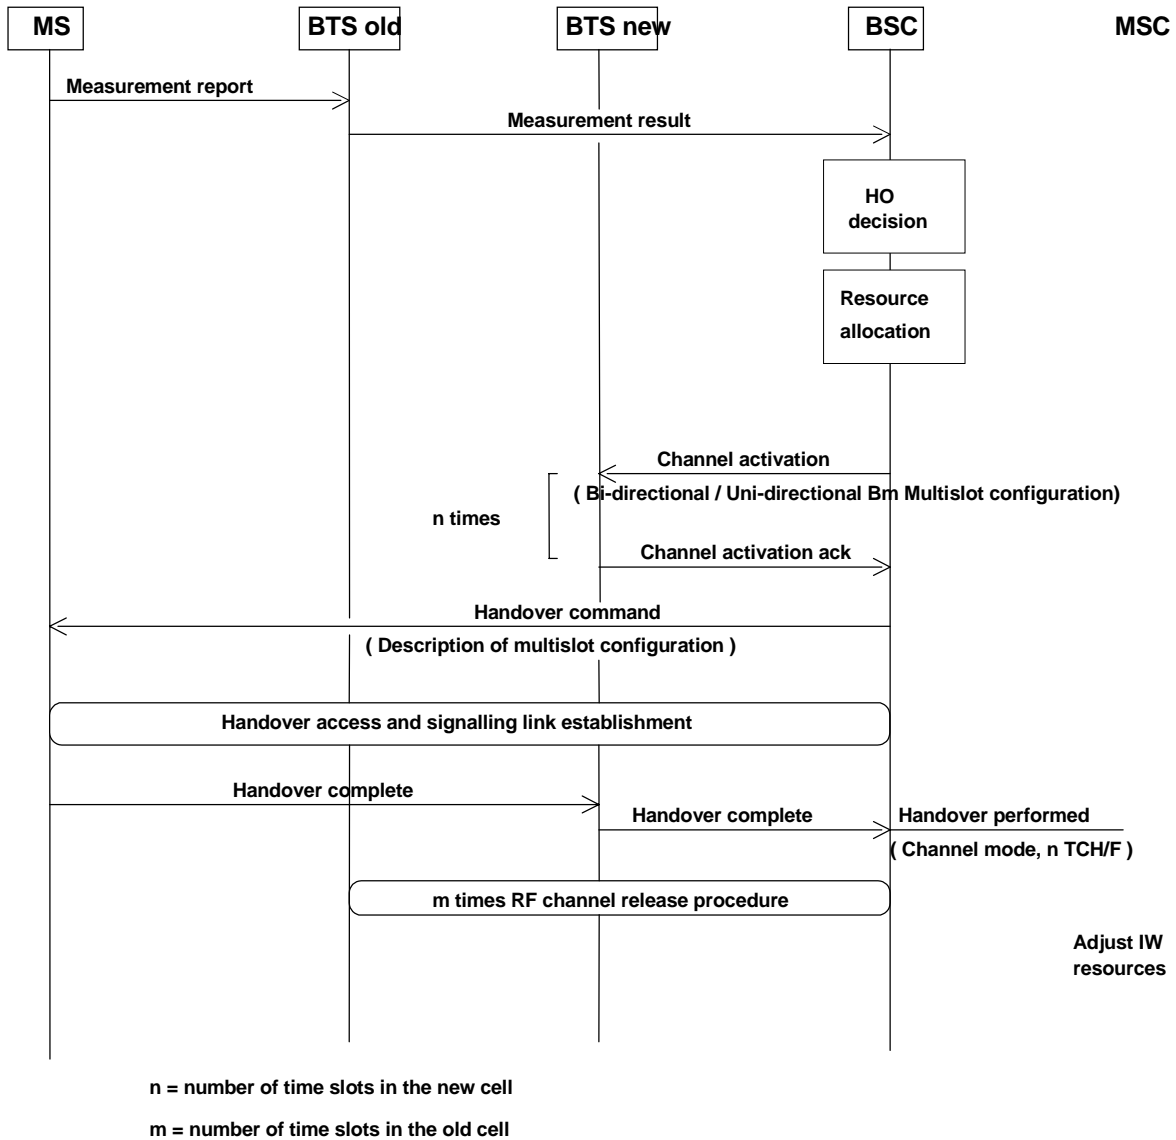 MS
BTS old
BTS new
BSC
MSC
Measurement report
Measurement result
HO
decision
Resource
allocation
Channel activation
( Bi-directional / Uni-directional Bm Multislot configuration)
n times
Channel activation ack
Handover command
( Description of multislot configuration )
Handover access and signalling link establishment
Handover complete
Handover complete
Handover performed
( Channel mode, n TCH/F )
m times RF channel release procedure
Adjust IW
resources
n = number of time slots in the new cell
m = number of time slots in the old cell